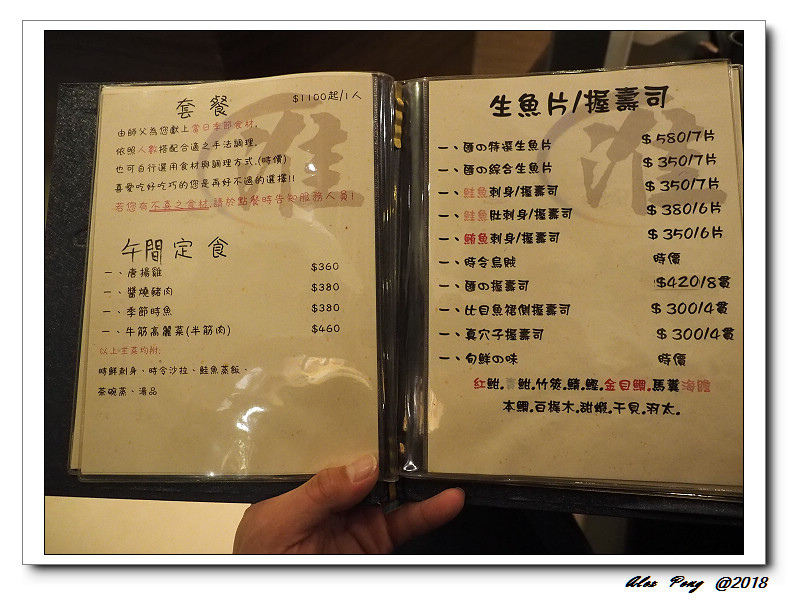 套餐 $1100起/1人
由師父為您獻上當日季節食材,
依照人數搭配合適之手法調理,
也可自行選用食材與調理方式.(時價)
喜愛吃好吃巧的您是再好不過的選擇!!
若您有不喜之食材,請於點餐時告知服務人員!
午間定食
一、唐揚雞 $360
一、醬燒豬肉 $380
一、季節時魚 $380
一、牛筋高麗菜(半筋肉) $460
以上主菜均附:
時鮮刺身、時令沙拉、鮭魚蒸飯、
茶碗蒸、湯品
生魚片/握壽司
一、匯の特選生魚片 $580/7片
一、匯の綜合生魚片 $350/7片
一、鮭魚刺身/握壽司 $350/7片
一、鮭魚肚刺身/握壽司 $380/6片
一、鮪魚刺身/握壽司 $350/6片
一、時令烏賊 時價
一、匯の握壽司 $420/8貫
一、比目魚裙側握壽司 $300/4貫
一、真穴子握壽司 $300/4貫
一、旬鮮の味 時價
紅魽.青魽.竹筴.鯖.鰹.金目鯛.馬糞海膽
本鯛.白梶木.甜蝦.干貝.羽太.
雅
雅
Alex Peng @2018